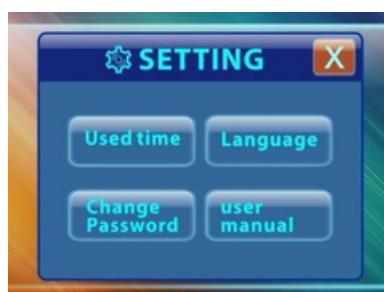 SETTING
X
Used time
Language
Change
Password
user
manual